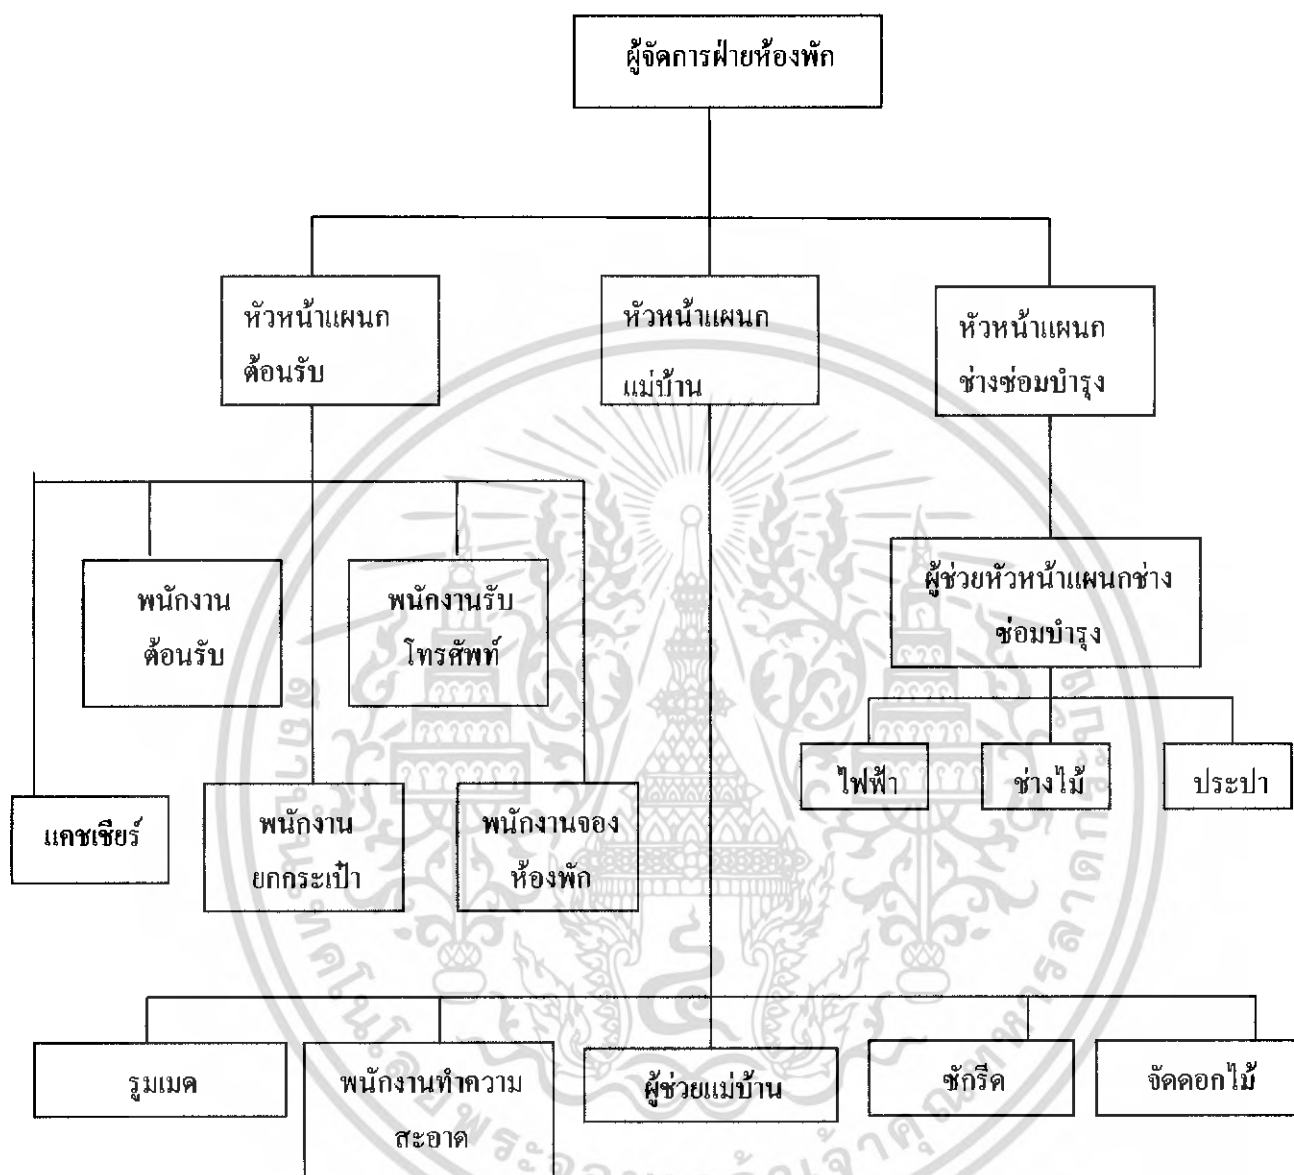 ผู้จัดการฝ่ายห้องพัก
หัวหน้าแผนก
ต้อนรับ
หัวหน้าแผนก
แม่บ้าน
หัวหน้าแผนก
ช่างซ่อมบำรุง
พนักงาน
ต้อนรับ
พนักงานรับ
โทรศัพท์
ผู้ช่วยหัวหน้าแผนกช่าง
ซ่อมบำรุง
แคชเชียร์
พนักงาน
ยกกระเป๋า
พนักงานจอง
ห้องพัก
ไฟฟ้า
ช่างไม้
ประปา
รูมเมด
พนักงานทำความ
สะอาด
ผู้ช่วยแม่บ้าน
ซักรีด
จัดดอกไม้